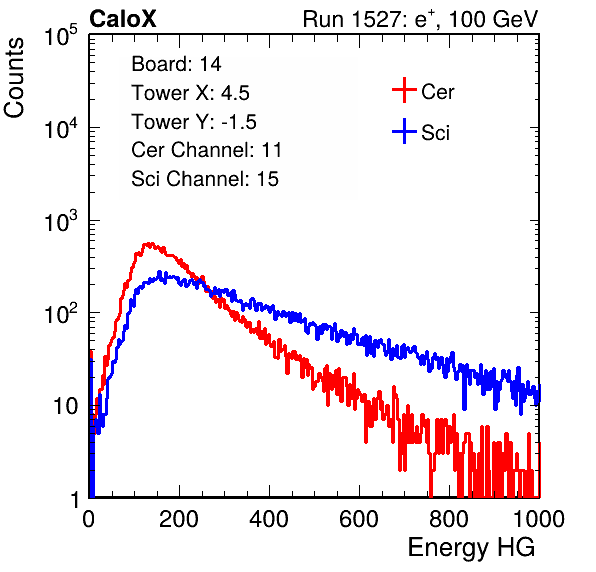 CaloX Run 1527: e⁺, 100 GeV
Counts
Board: 14
Tower X: 4.5
Tower Y: -1.5
Cer Channel: 11
Sci Channel: 15
Cer
Sci
10⁵
10⁴
10³
10²
10
1
0 200 400 600 800 1000
Energy HG